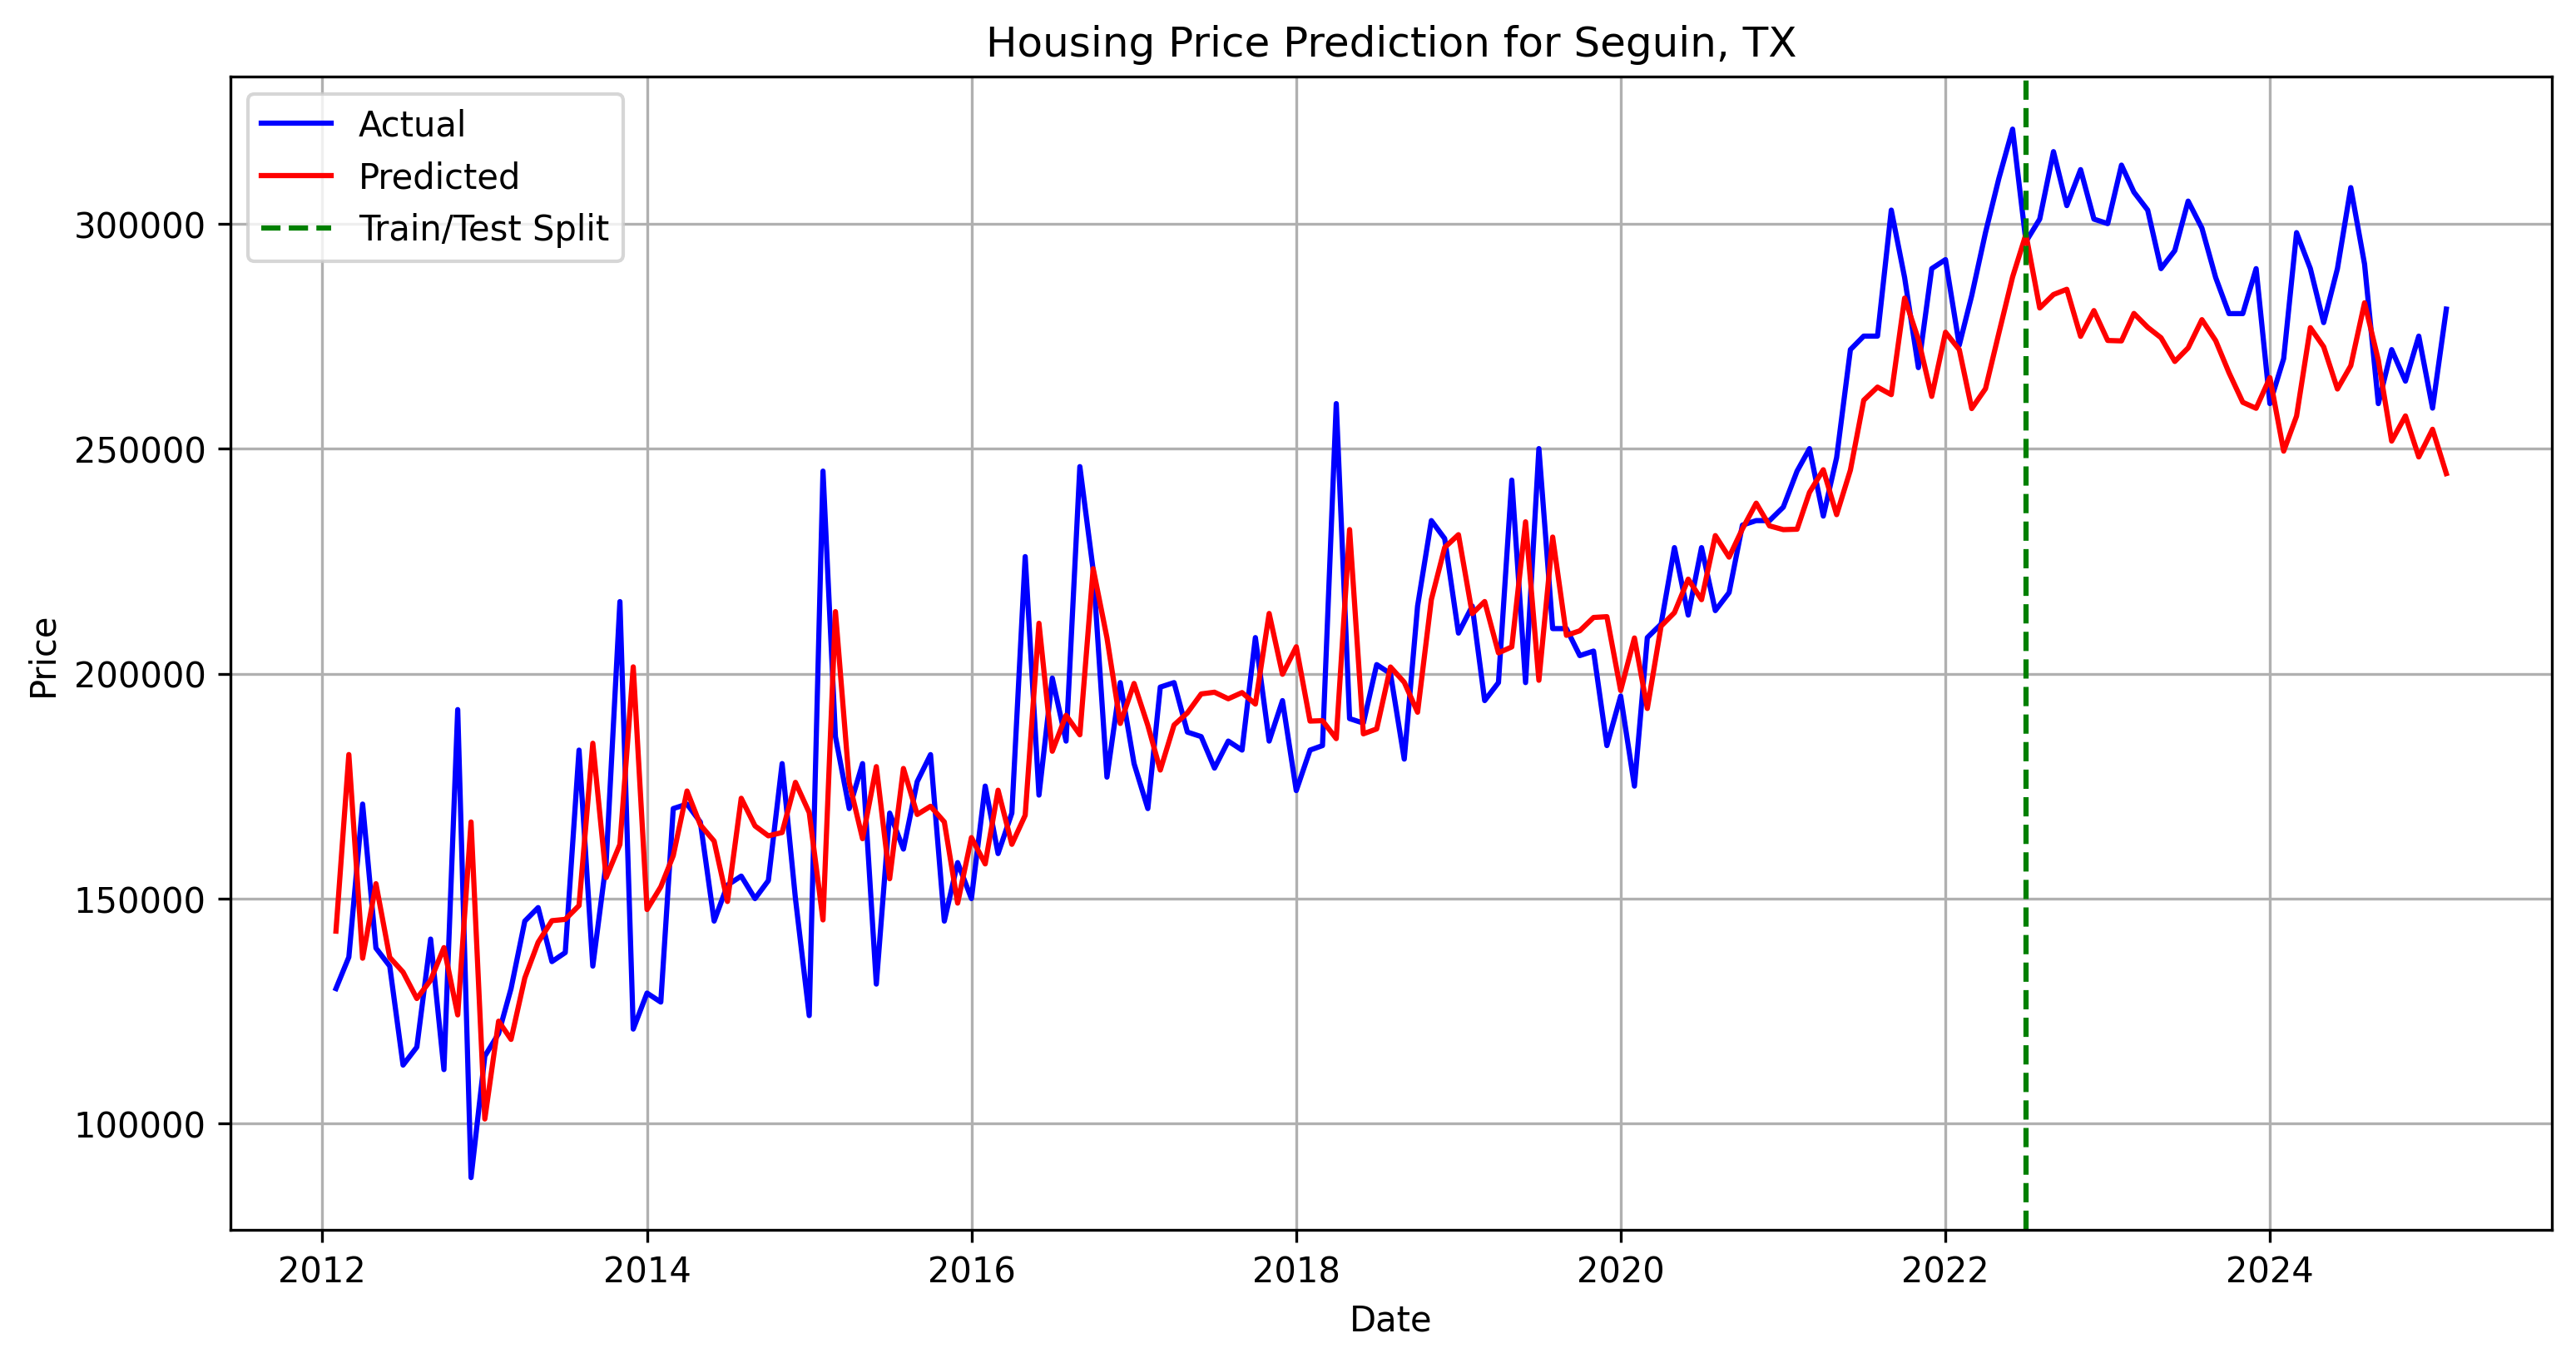 Housing Price Prediction for Seguin, TX
Actual
Predicted
Train/Test Split
Price
300000
250000
200000
150000
100000
2012 2014 2016 2018 2020 2022 2024
Date